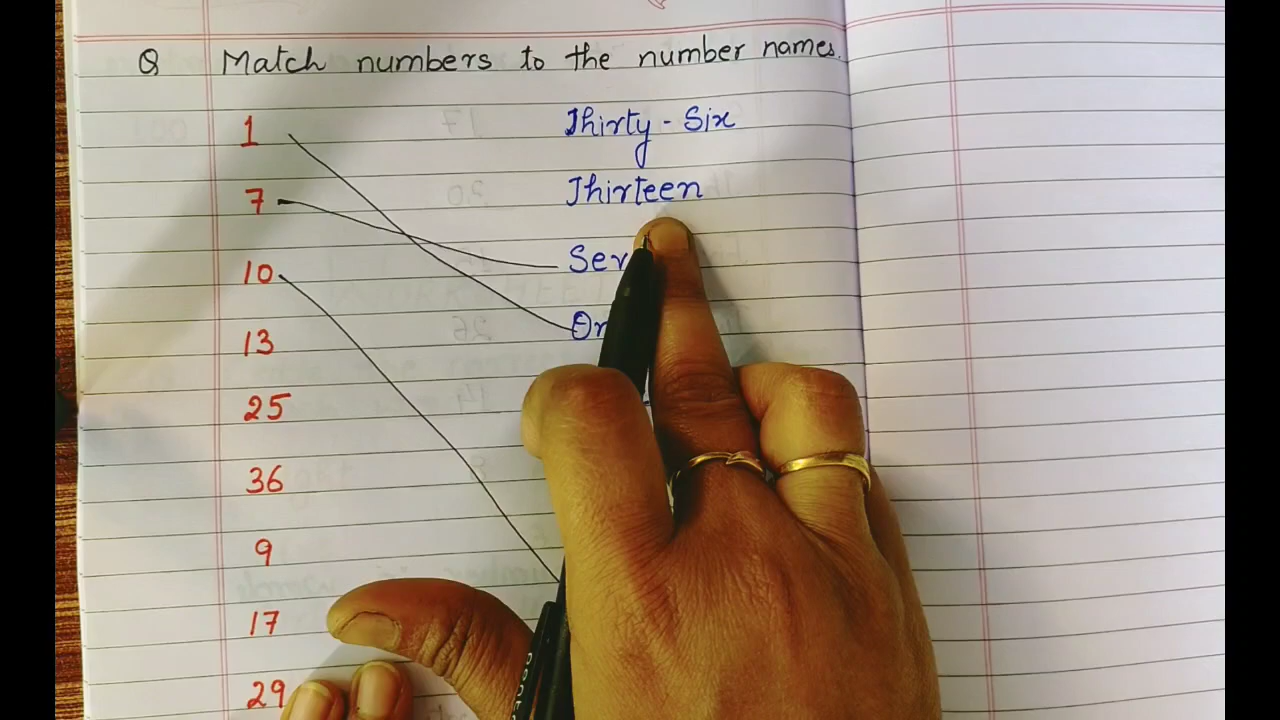 Q Match numbers to the number names.
1 Thirty-Six
7 Thirteen
10
13
25
36
9
17
29